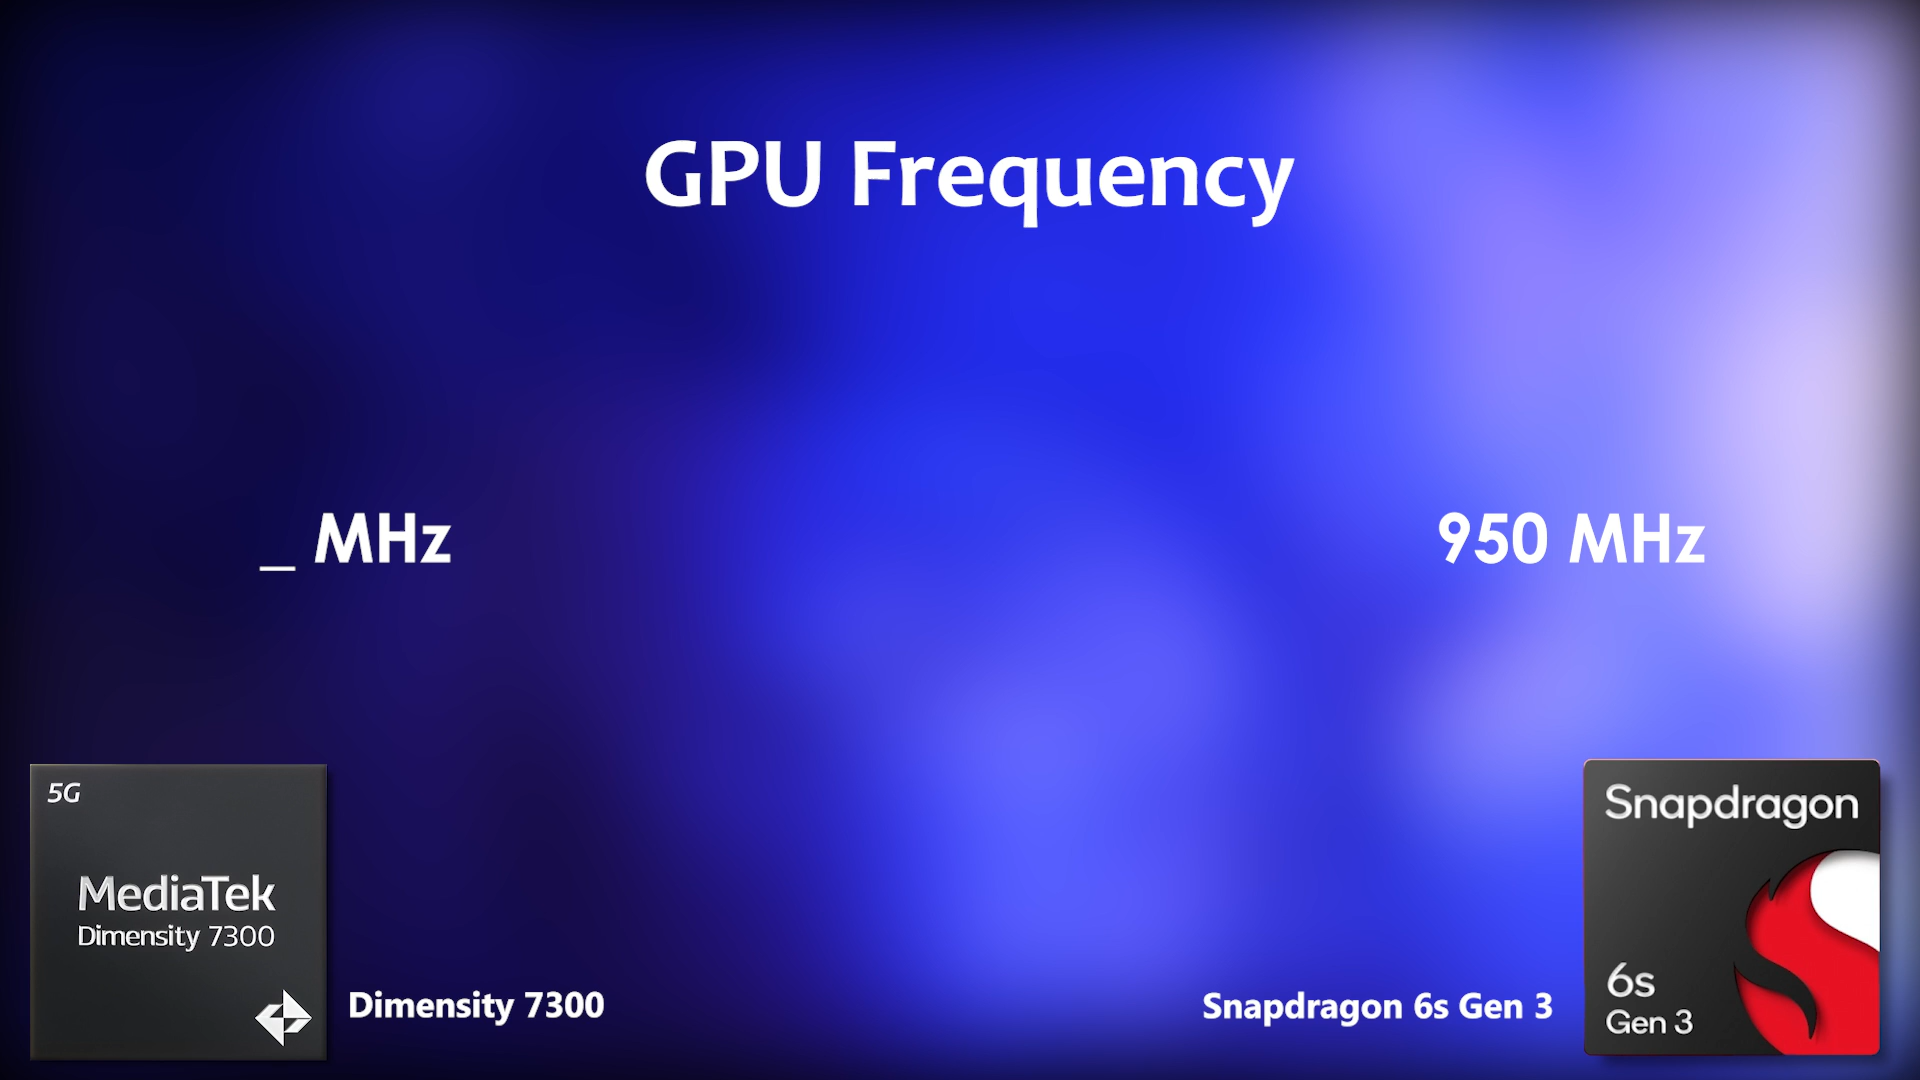 GPU Frequency
_ MHz
950 MHz
5G
MediaTek
Dimensity 7300
Dimensity 7300
Snapdragon 6s Gen 3
Snapdragon
6s
Gen 3